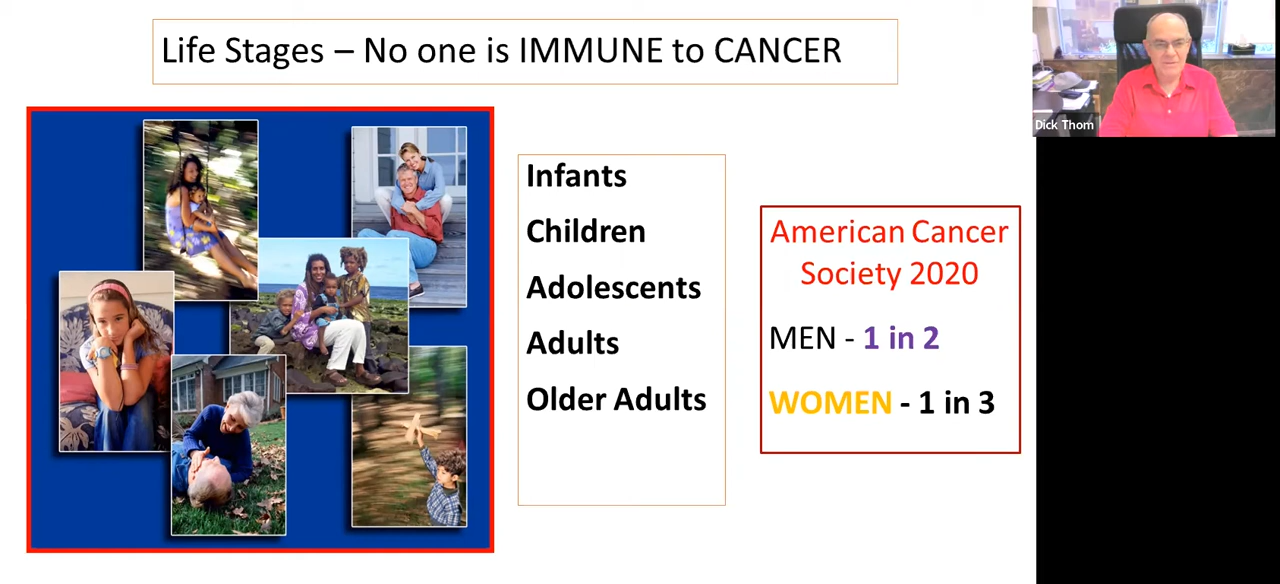 Life Stages – No one is IMMUNE to CANCER
Dick Thom
Infants
Children
Adolescents
Adults
Older Adults
American Cancer
Society 2020
MEN - 1 in 2
WOMEN - 1 in 3